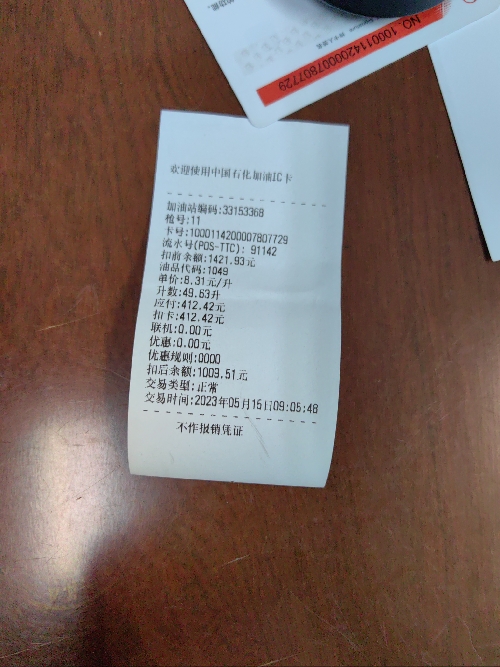 NO. 1000114200007807729
欢迎使用中国石化加油IC卡
加油站编码:33153368
枪号:11
卡号:1000114200007807729
流水号(POS-TTC): 91142
扣前余额:1421.93元
油品代码:1049
单价:8.31元/升
升数:49.63升
应付:412.42元
扣卡:412.42元
联机:0.00元
优惠:0.00元
优惠规则:0000
扣后余额:1009.51元
交易类型:正常
交易时间:2023年05月15日09:05:48
不作报销凭证